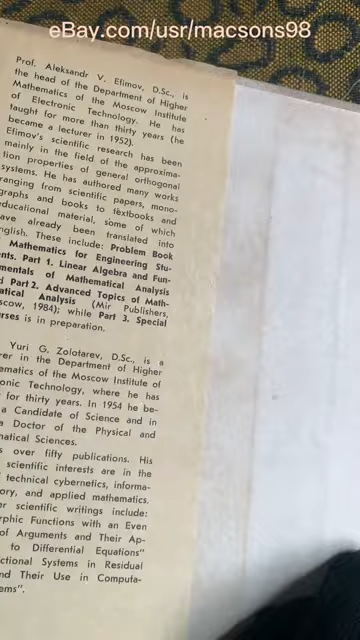 eBay.com/usr/macsons98
Prof. Aleksandr V. Efimov, D.Sc., is
the head of the Department of Higher
Mathematics of the Moscow Institute
of Electronic Technology. He has
taught for more than thirty years (he
became a lecturer in 1952).
Efimov's scientific research has been
mainly in the field of the approxima-
tion properties of general orthogonal
systems. He has authored many works
ranging from scientific papers, mono-
graphs and books to textbooks and
educational material, some of which
ave already been translated into
nglish. These include: Problem Book
Mathematics for Engineering Stu-
nts. Part 1. Linear Algebra and Fun-
mentals of Mathematical Analysis
d Part 2. Advanced Topics of Math-
atical Analysis (Mir Publishers,
scow, 1984); while Part 3. Special
rses is in preparation.
Yuri G. Zolotarev, D.Sc., is a
rer in the Department of Higher
ematics of the Moscow Institute of
onic Technology, where he has
for thirty years. In 1954 he be-
a Candidate of Science and in
a Doctor of the Physical and
matical Sciences.
s over fifty publications. His
scientific interests are in the
technical cybernetics, informa-
ory, and applied mathematics.
er scientific writings include:
rphic Functions with an Even
of Arguments and Their Ap-
to Differential Equations"
ctional Systems in Residual
nd Their Use in Computa-
ems".